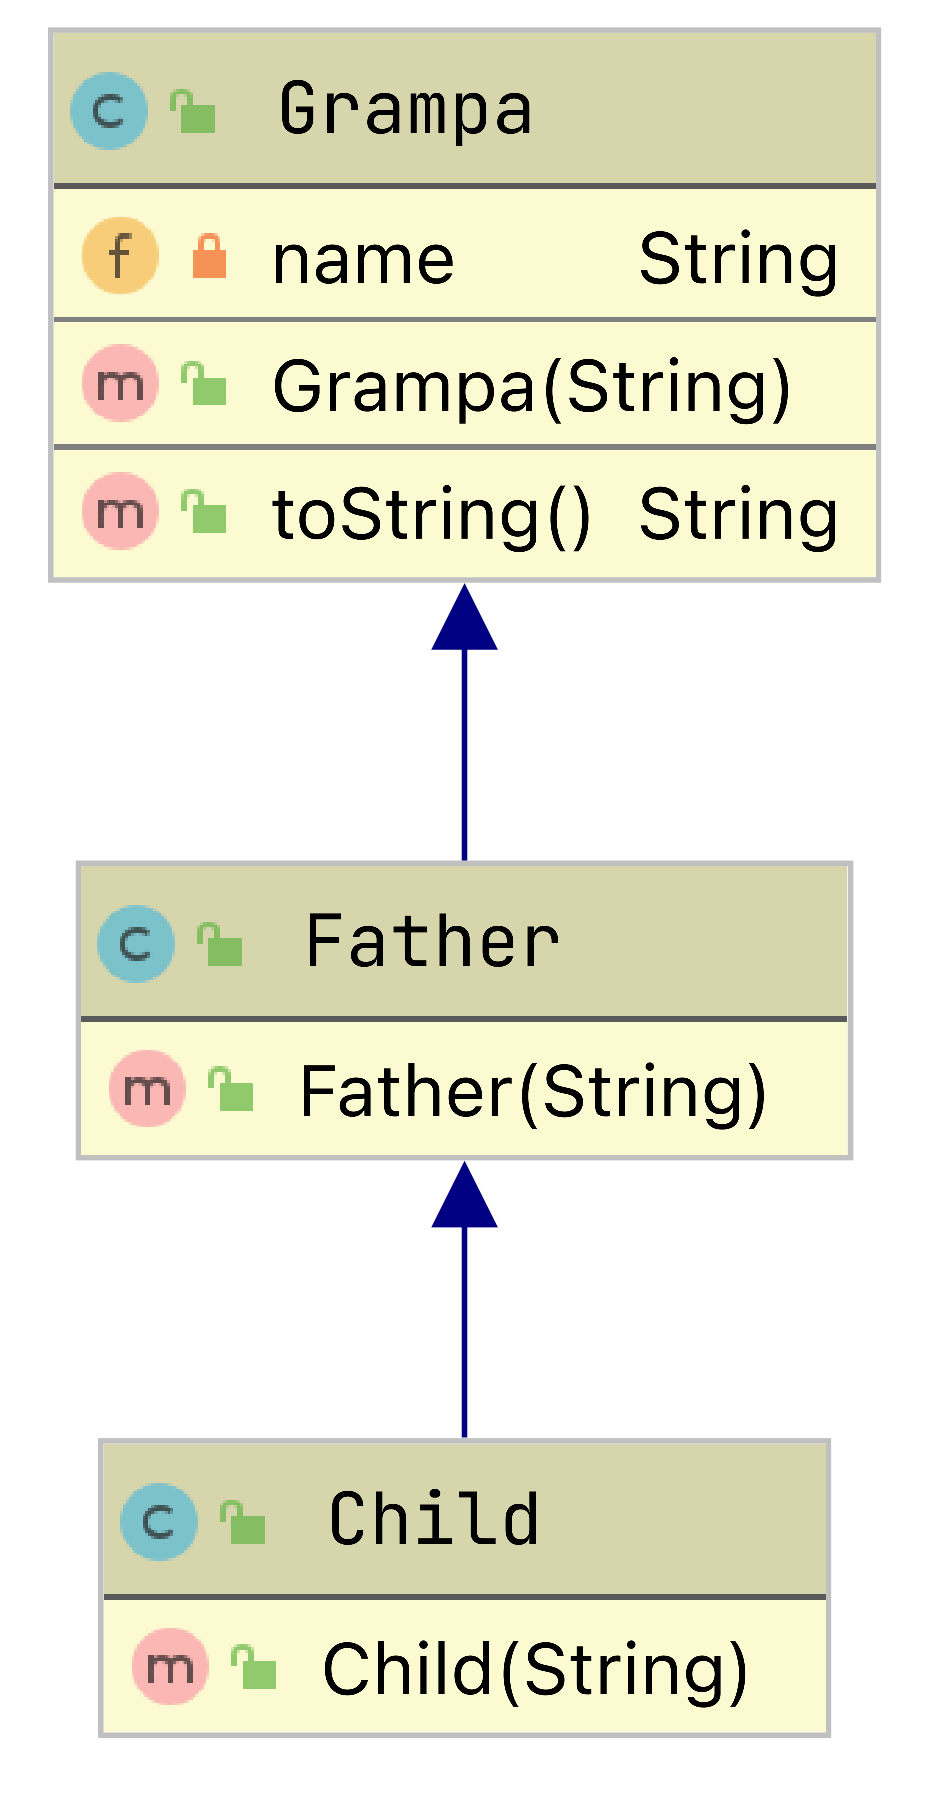 C Grampa
f name String
m Grampa(String)
m toString() String
C Father
m Father(String)
C Child
m Child(String)